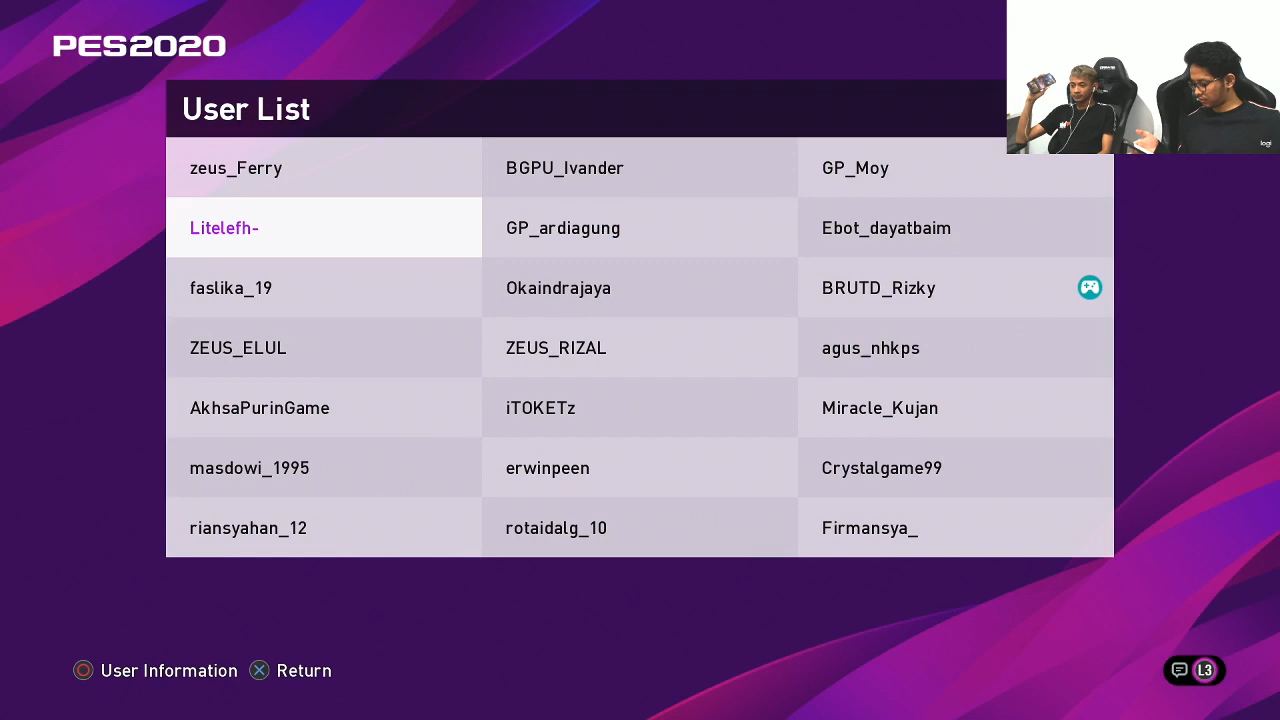 PES2020
User List
zeus_Ferry BGPU_Ivander GP_Moy
Litelefh- GP_ardiagung Ebot_dayatbaim
faslika_19 Okaindrajaya BRUTD_Rizky
ZEUS_ELUL ZEUS_RIZAL agus_nhkps
AkhsaPurinGame iTOKETz Miracle_Kujan
masdowi_1995 erwinpeen Crystalgame99
riansyahan_12 rotaidalg_10 Firmansya_
User Information Return
L3
logi